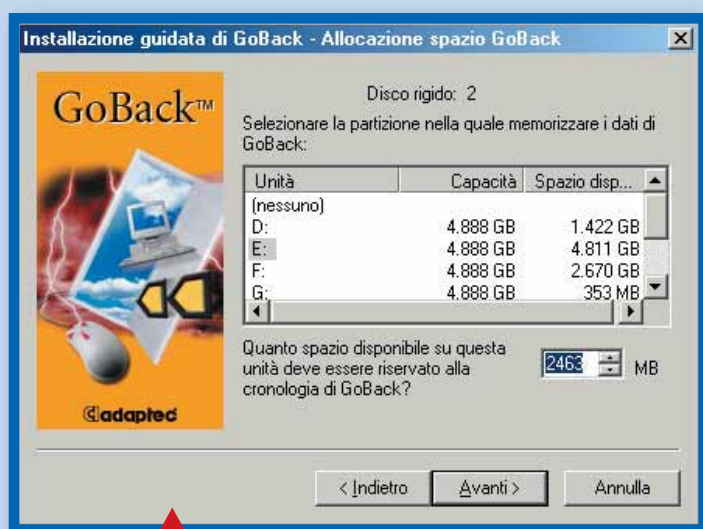 Installazione guidata di GoBack - Allocazione spazio GoBack
GoBack™
adaptec
Disco rigido: 2
Selezionare la partizione nella quale memorizzare i dati di
GoBack:
Unità Capacità Spazio disp...
(nessuno)
D: 4.888 GB 1.422 GB
E: 4.888 GB 4.811 GB
F: 4.888 GB 2.670 GB
G: 4.888 GB 353 MB
Quanto spazio disponibile su questa
unità deve essere riservato alla
cronologia di GoBack?
2463 MB
< Indietro
Avanti >
Annulla